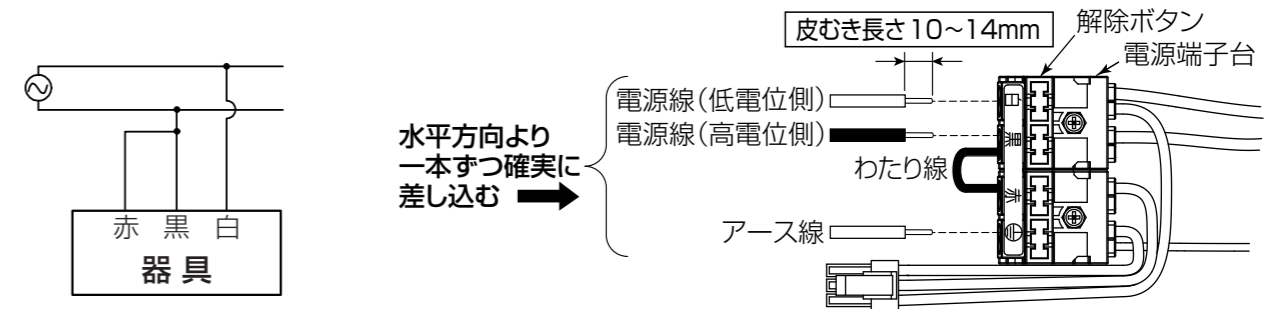 赤 黒 白
器具
水平方向より
一本ずつ確実に
差し込む
皮むき長さ10~14mm
解除ボタン
電源端子台
電源線(低電位側)
電源線(高電位側)
わたり線
アース線
白
黒
赤